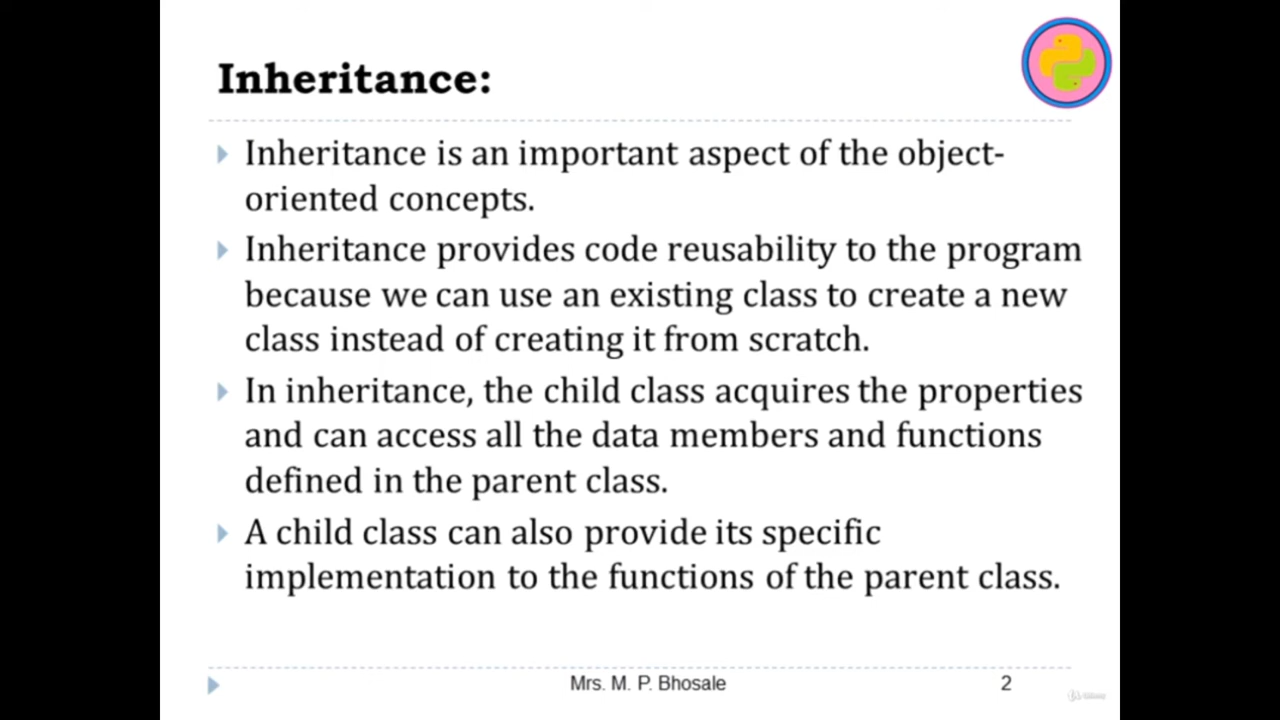 Inheritance:
Inheritance is an important aspect of the object-
oriented concepts.
Inheritance provides code reusability to the program
because we can use an existing class to create a new
class instead of creating it from scratch.
In inheritance, the child class acquires the properties
and can access all the data members and functions
defined in the parent class.
A child class can also provide its specific
implementation to the functions of the parent class.
Mrs. M. P. Bhosale
2